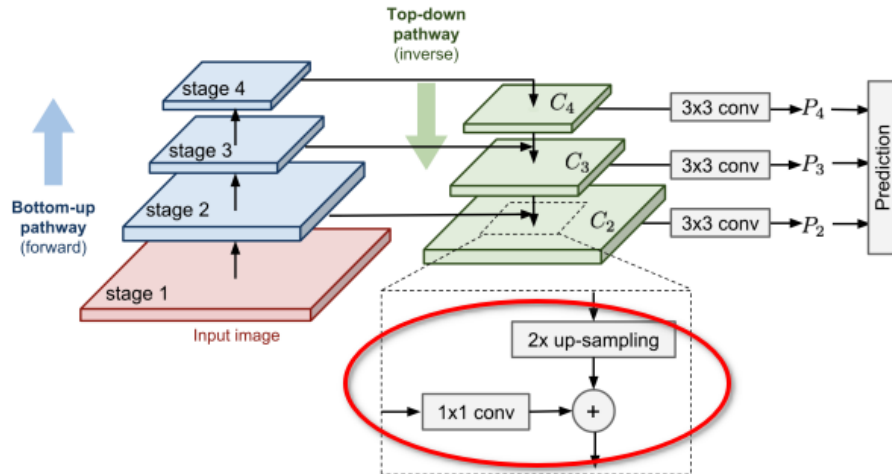 Top-down
pathway
(inverse)
stage 4
C₄
3x3 conv
P₄
stage 3
C₃
3x3 conv
P₃
Prediction
Bottom-up
pathway
(forward)
stage 2
C₂
3x3 conv
P₂
stage 1
Input image
2x up-sampling
1x1 conv
+